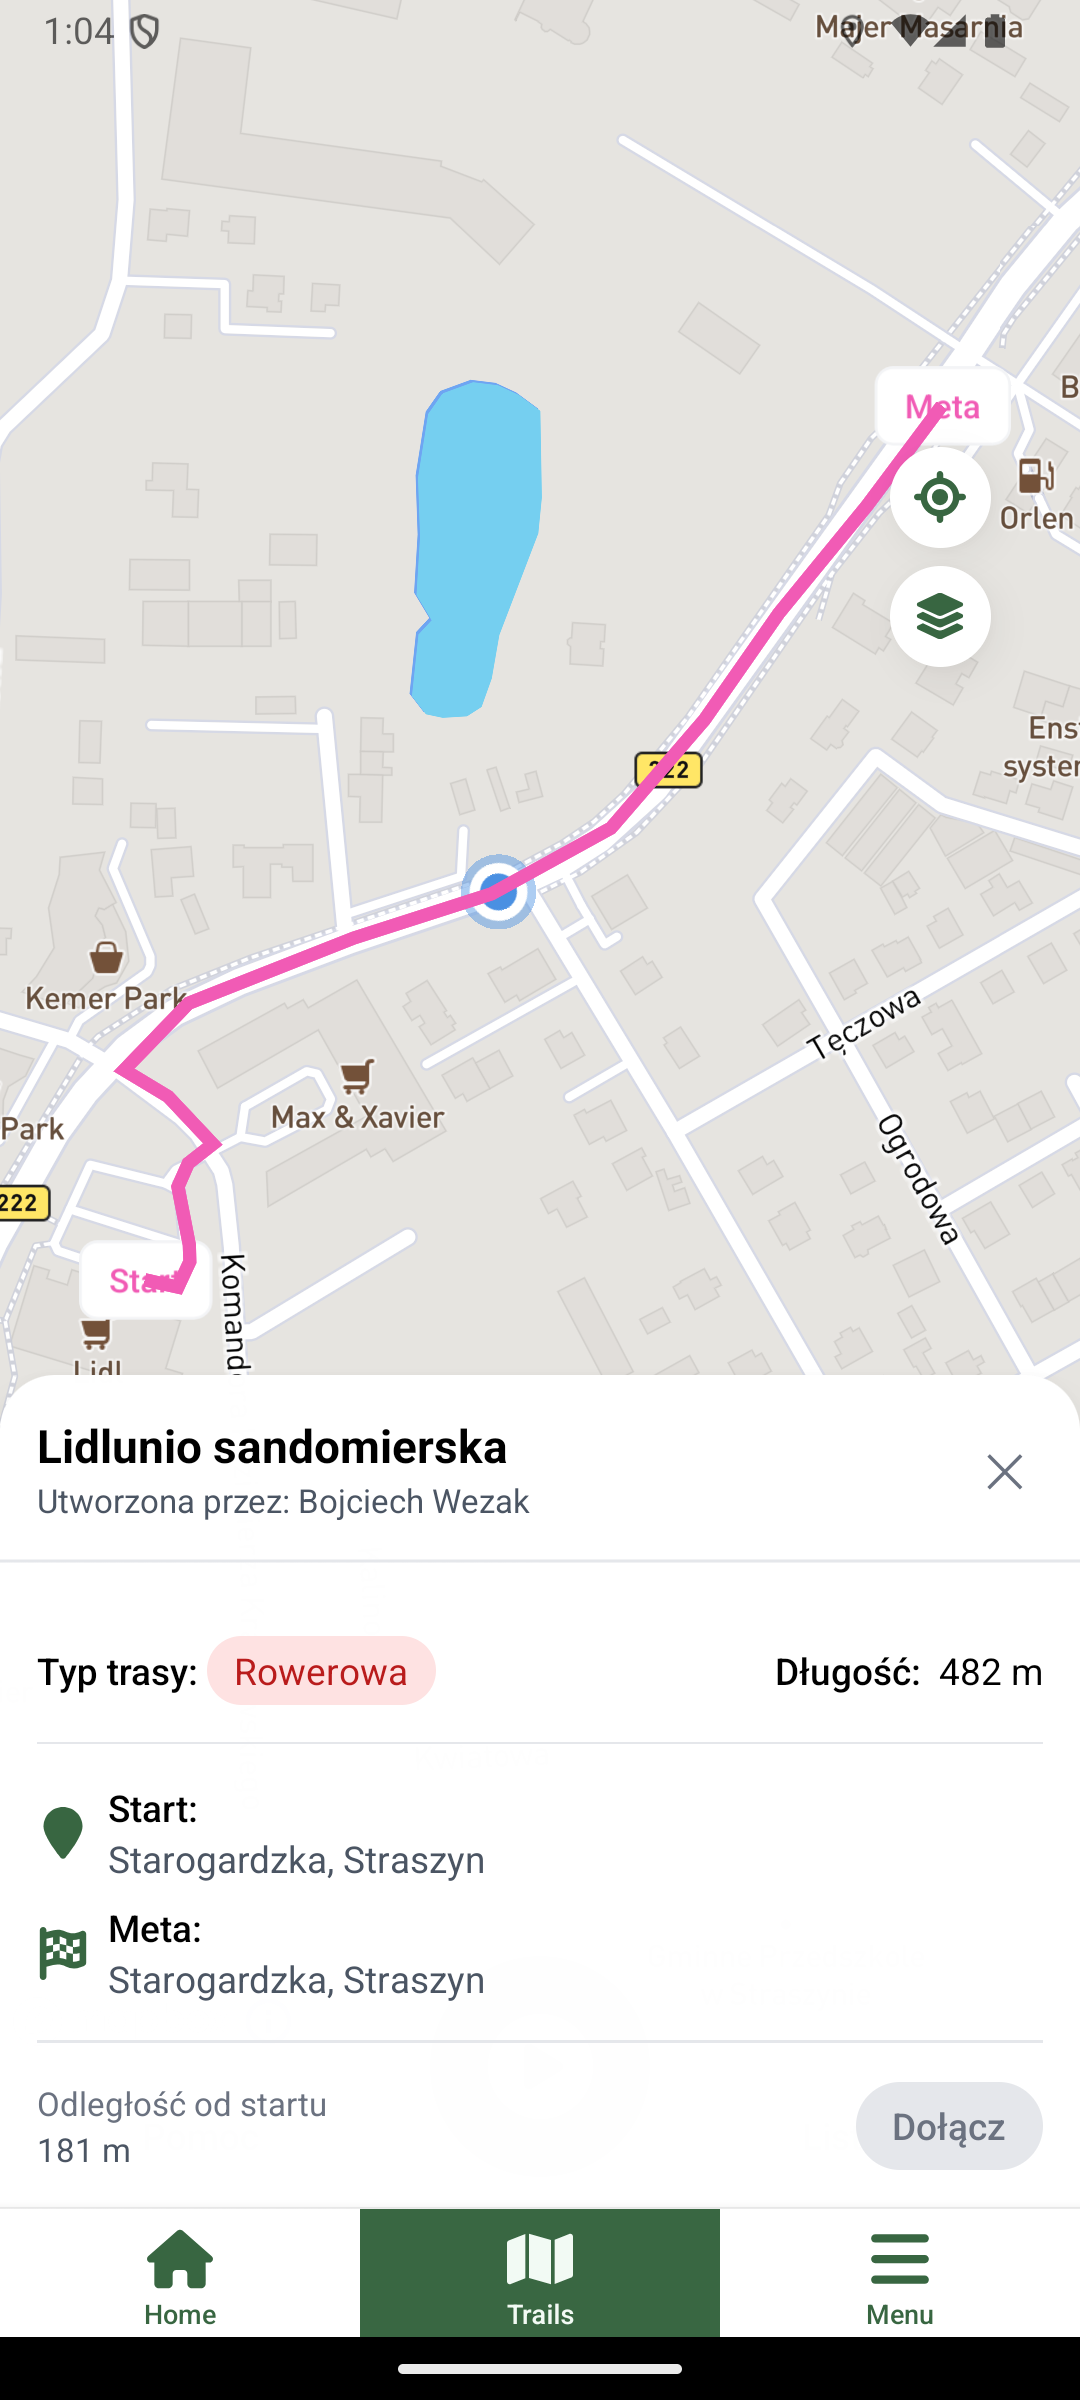 1:04
Majer Masarnia
Meta
B
Orlen
Enst
system
222
Kemer Park
Tęczowa
Max & Xavier
Park
Ogrodowa
222
Start
Komand
Lidl
Lidlunio sandomierska
Utworzona przez: Bojciech Wezak
Typ trasy: Rowerowa
Długość: 482 m
Start:
Starogardzka, Straszyn
Meta:
Starogardzka, Straszyn
Odległość od startu
181 m
Dołącz
Home
Trails
Menu